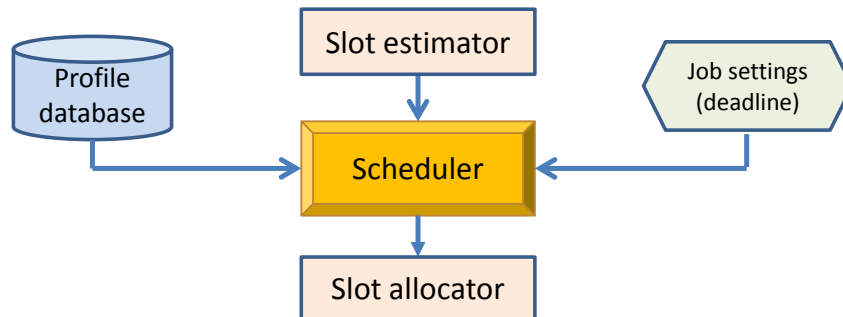 Slot estimator
Profile
database
Job settings
(deadline)
Scheduler
Slot allocator